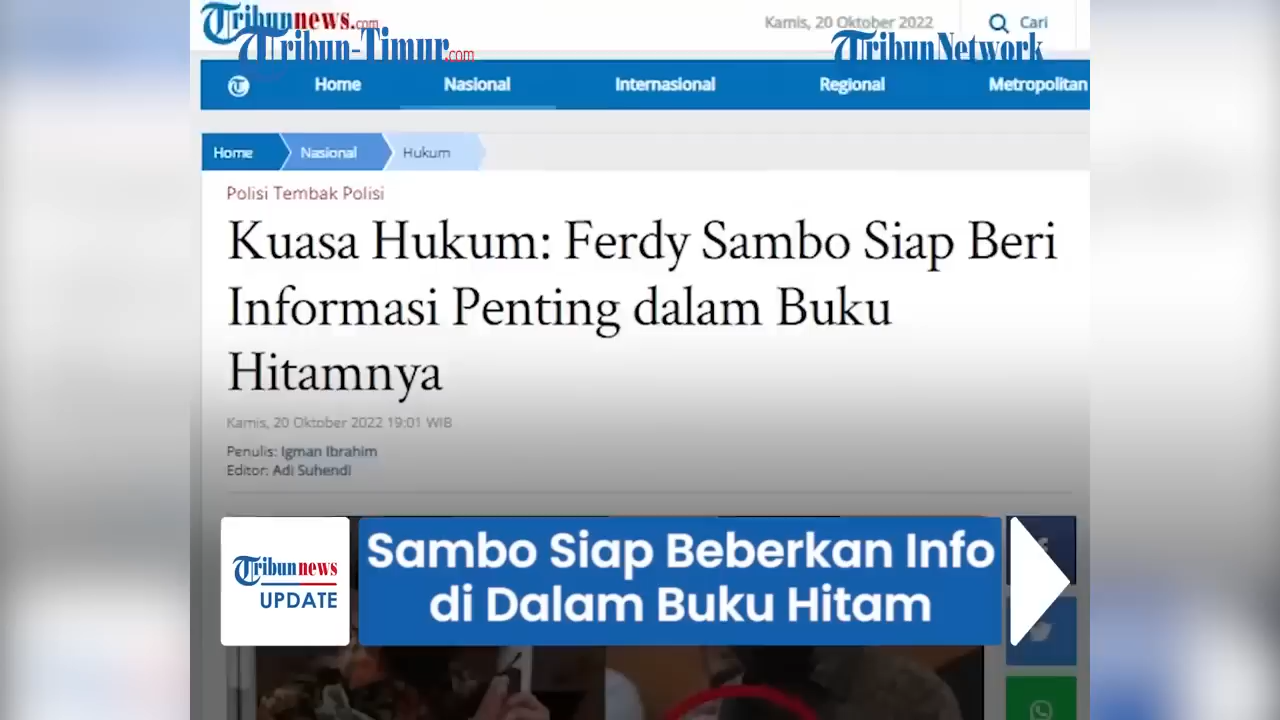 Tribunnews.com
Kamis, 20 Oktober 2022
Cari
Tribun-Timur.com
TribunNetwork
Home
Nasional
Internasional
Regional
Metropolitan
Home
Nasional
Hukum
Polisi Tembak Polisi
Kuasa Hukum: Ferdy Sambo Siap Beri
Informasi Penting dalam Buku
Hitamnya
Kamis, 20 Oktober 2022 19:01 WIB
Penulis: Igman Ibrahim
Editor: Adi Suhendi
Tribunnews
UPDATE
Sambo Siap Beberkan Info
di Dalam Buku Hitam